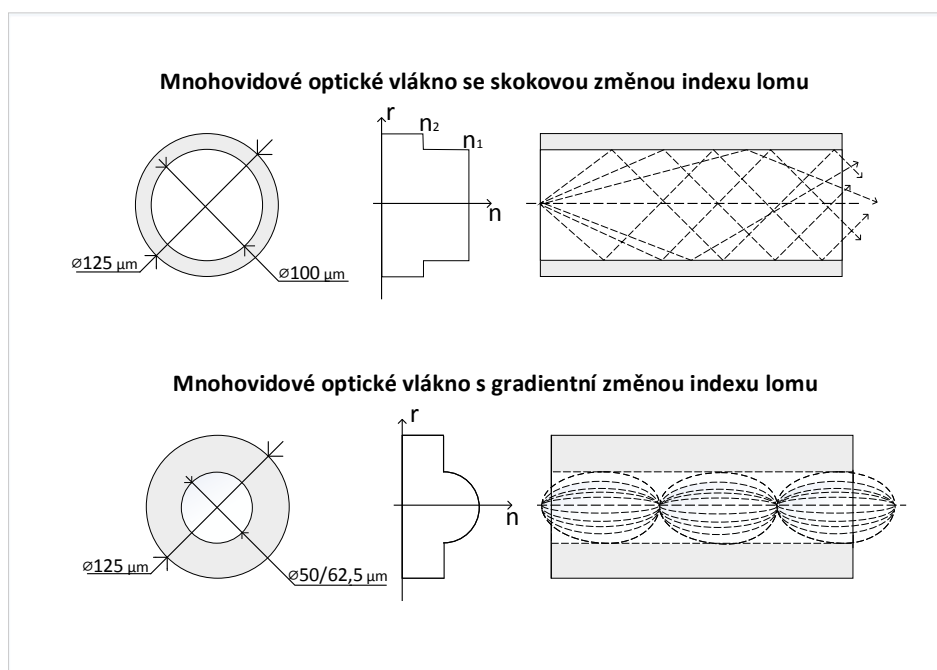 Mnohovidové optické vlákno se skokovou změnou indexu lomu
r
n₂
n₁
n
⌀125 µm
⌀100 µm
Mnohovidové optické vlákno s gradientní změnou indexu lomu
r
n
⌀125 µm
⌀50/62,5 µm